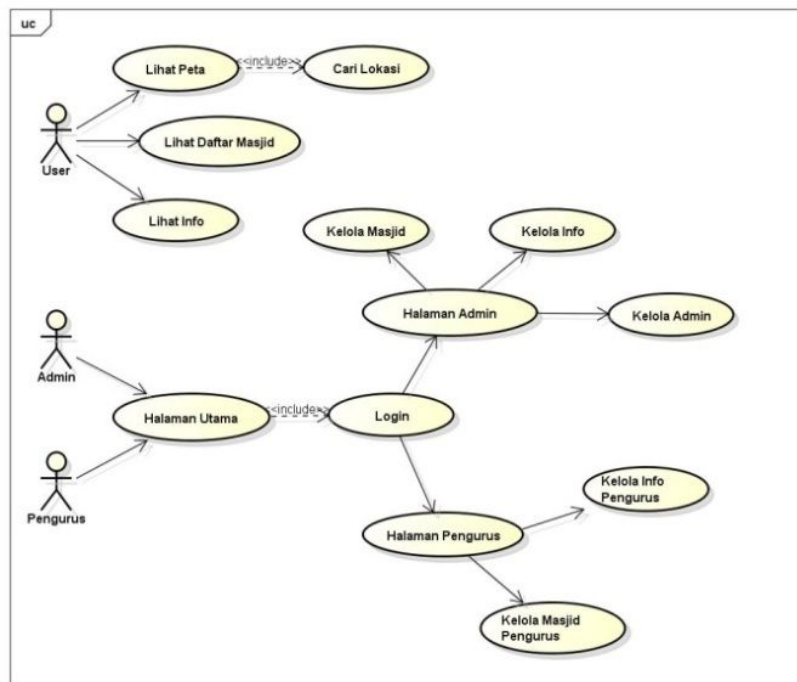 uc
Lihat Peta
<<include>>
Cari Lokasi
Lihat Daftar Masjid
User
Lihat Info
Kelola Masjid
Kelola Info
Halaman Admin
Kelola Admin
Admin
Halaman Utama
<<include>>
Login
Pengurus
Kelola Info
Pengurus
Halaman Pengurus
Kelola Masjid
Pengurus